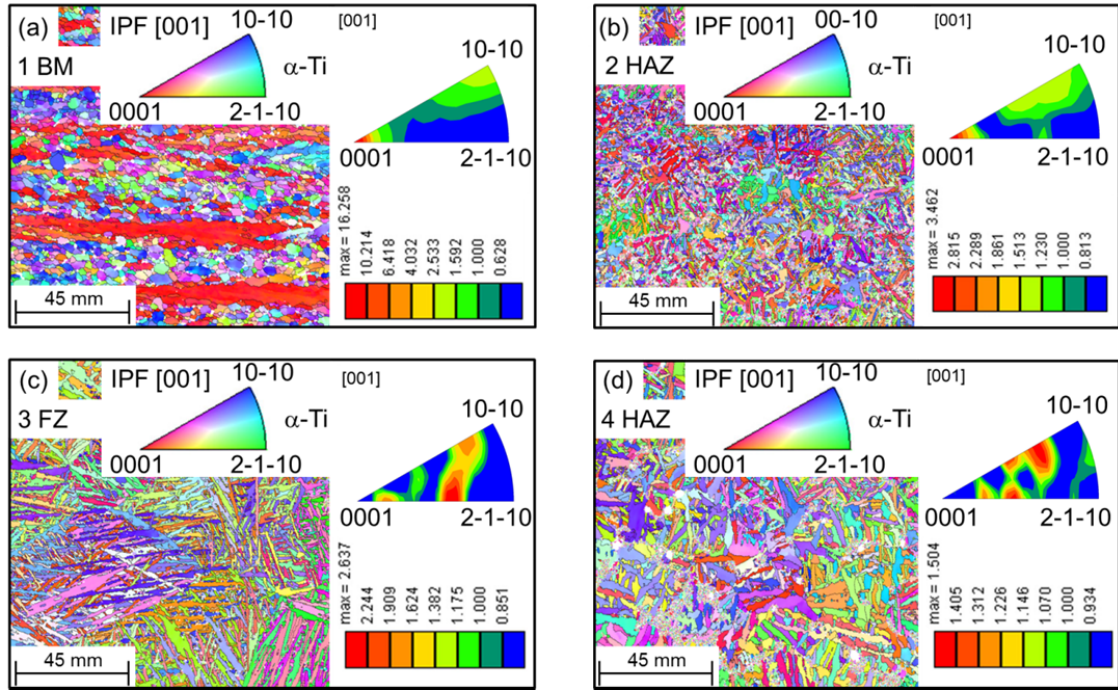 (a) IPF [001] 10-10 [001]
1 BM α-Ti 10-10
0001 2-1-10
0001 2-1-10
max = 16.258
10.214
6.418
4.032
2.533
1.592
1.000
0.628
45 mm
(b) IPF [001] 00-10 [001]
2 HAZ α-Ti 10-10
0001 2-1-10
0001 2-1-10
max = 3.462
2.815
2.289
1.861
1.513
1.230
1.000
0.813
45 mm
(c) IPF [001] 10-10 [001]
3 FZ α-Ti 10-10
0001 2-1-10
0001 2-1-10
max = 2.637
2.244
1.909
1.624
1.382
1.175
1.000
0.851
45 mm
(d) IPF [001] 10-10 [001]
4 HAZ α-Ti 10-10
0001 2-1-10
0001 2-1-10
max = 1.504
1.405
1.312
1.226
1.146
1.070
1.000
0.934
45 mm